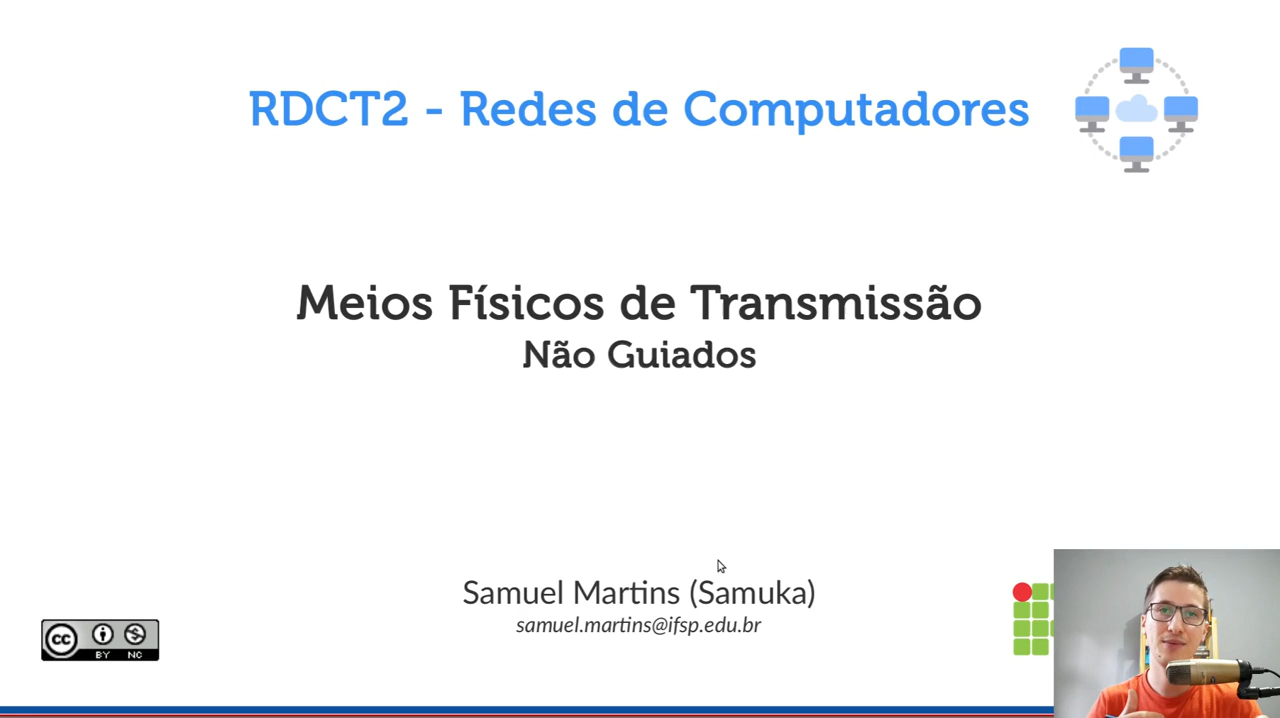 RDCT2 - Redes de Computadores
Meios Físicos de Transmissão
Não Guiados
Samuel Martins (Samuka)
samuel.martins@ifsp.edu.br
cc
BY NC